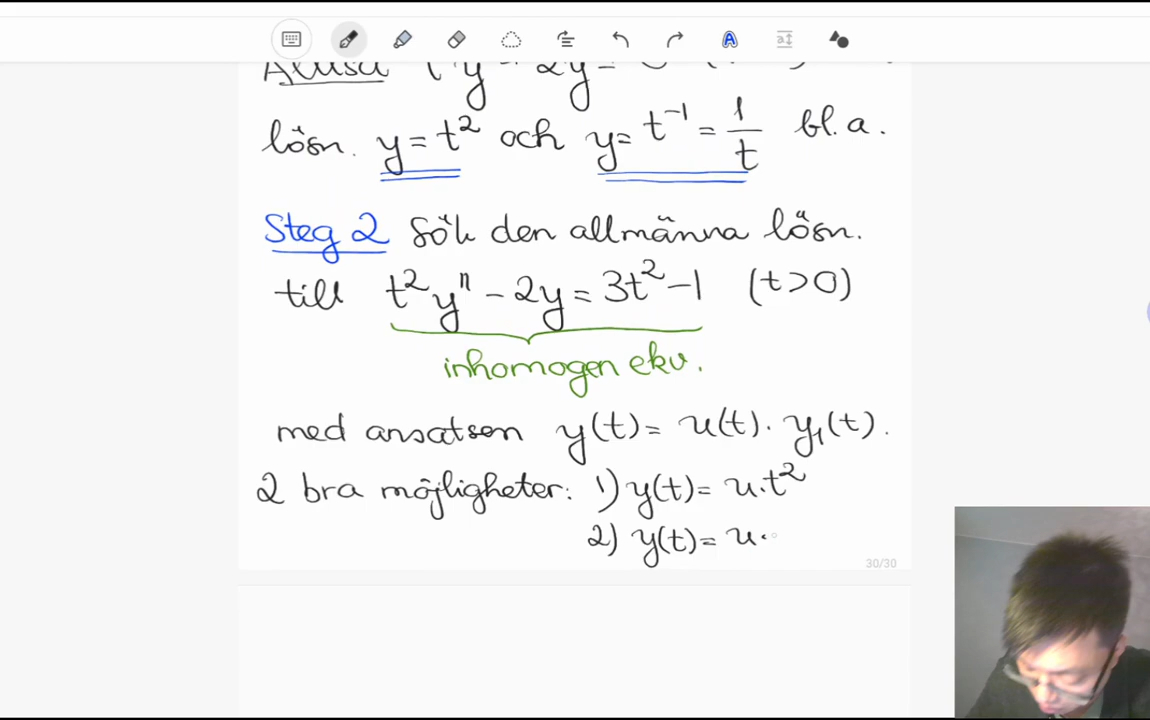 lösn. y = t² och y = t⁻¹ = 1/t bl. a.
Steg 2 Sök den allmänna lösn.
till t²y" - 2y = 3t² - 1 (t > 0)
inhomogen ekv.
med ansatsen y(t) = u(t) · y₁(t).
2 bra möjligheter: 1) y(t) = u·t²
2) y(t) = u·
30/30